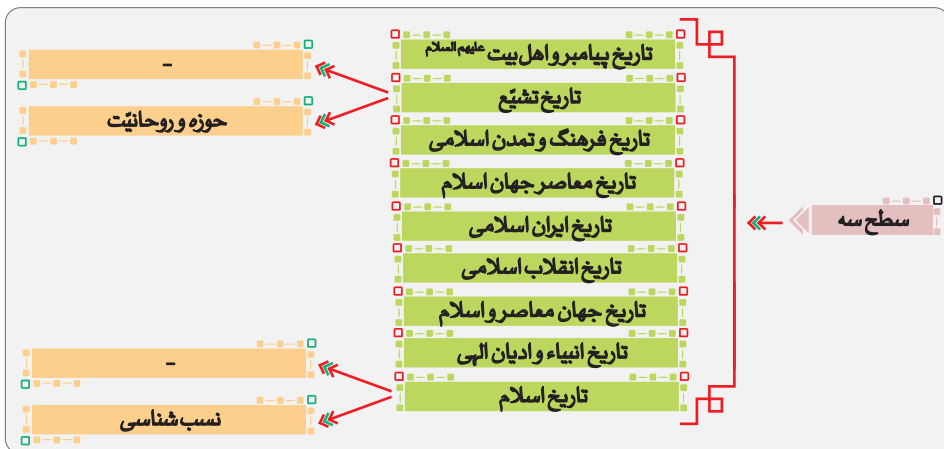 سطح سه
تاریخ پیامبر و اهل بیت علیهم السلام
تاریخ تشیّع
تاریخ فرهنگ و تمدن اسلامی
تاریخ معاصر جهان اسلام
تاریخ ایران اسلامی
تاریخ انقلاب اسلامی
تاریخ جهان معاصر و اسلام
تاریخ انبیاء و ادیان الهی
تاریخ اسلام
-
حوزه و روحانیّت
-
نسب شناسی